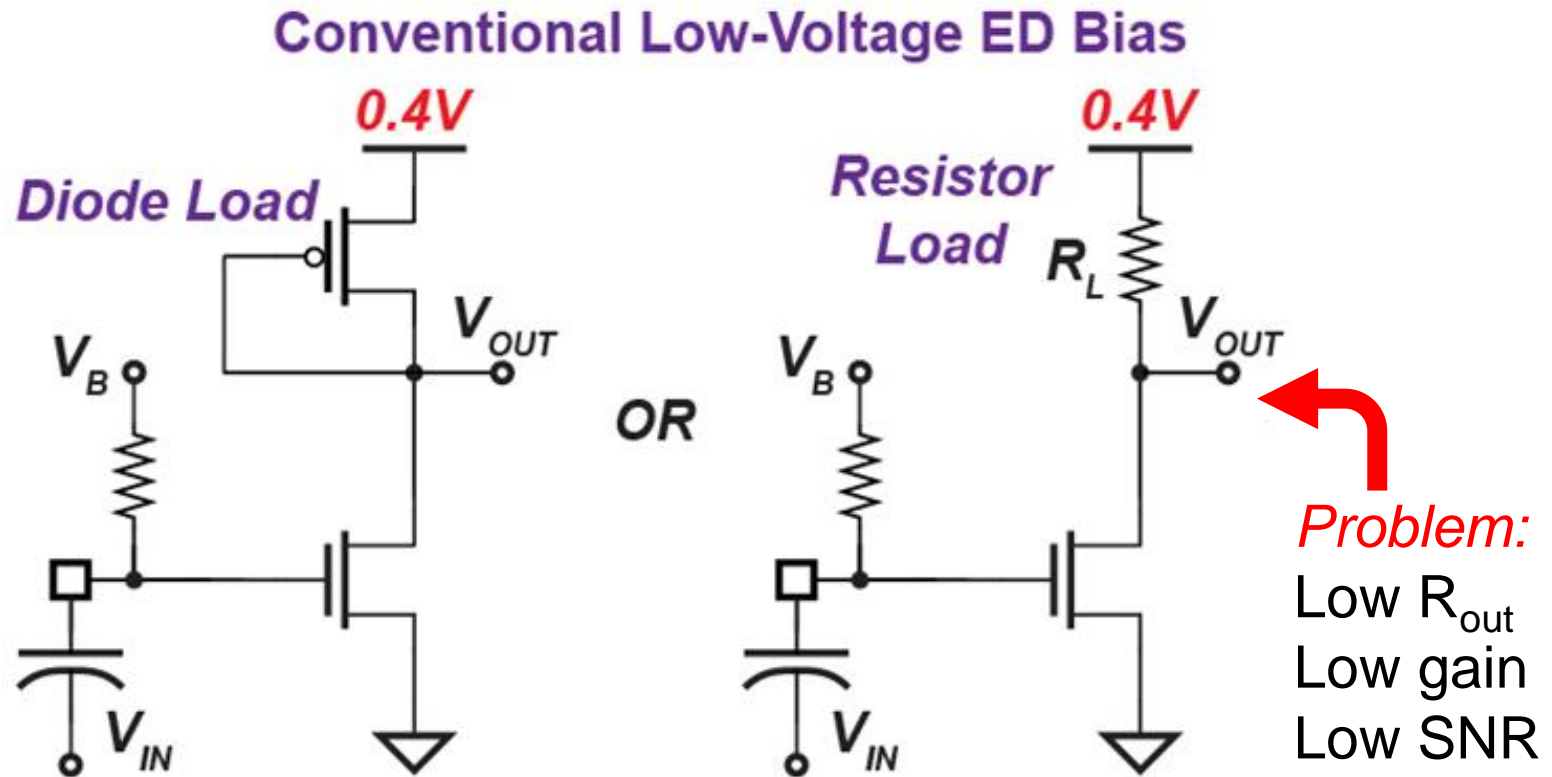 Conventional Low-Voltage ED Bias
0.4V
Diode Load
V_OUT
V_B
V_IN
OR
0.4V
Resistor
Load
R_L
V_OUT
V_B
V_IN
Problem:
Low R_out
Low gain
Low SNR